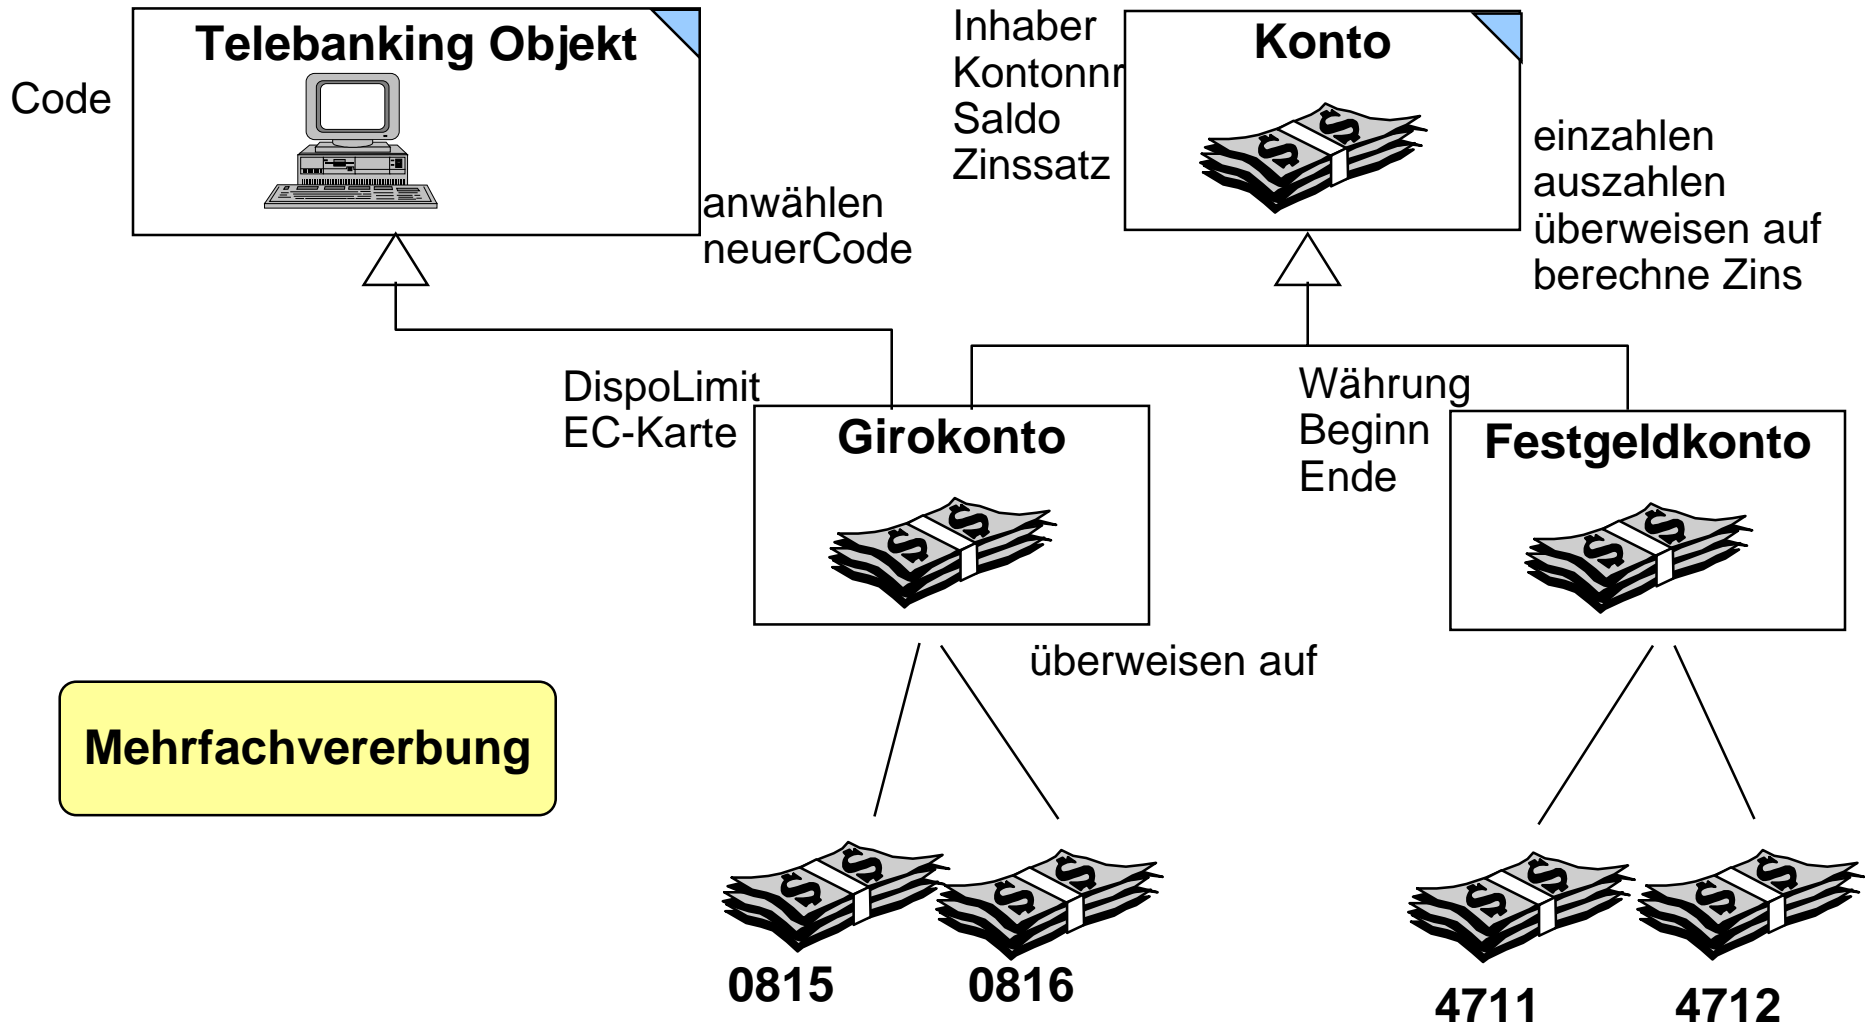 Telebanking Objekt
Code
anwählen
neuerCode
Inhaber
Kontonnr
Saldo
Zinssatz
Konto
einzahlen
auszahlen
überweisen auf
berechne Zins
DispoLimit
EC-Karte
Girokonto
überweisen auf
Währung
Beginn
Ende
Festgeldkonto
Mehrfachvererbung
0815
0816
4711
4712